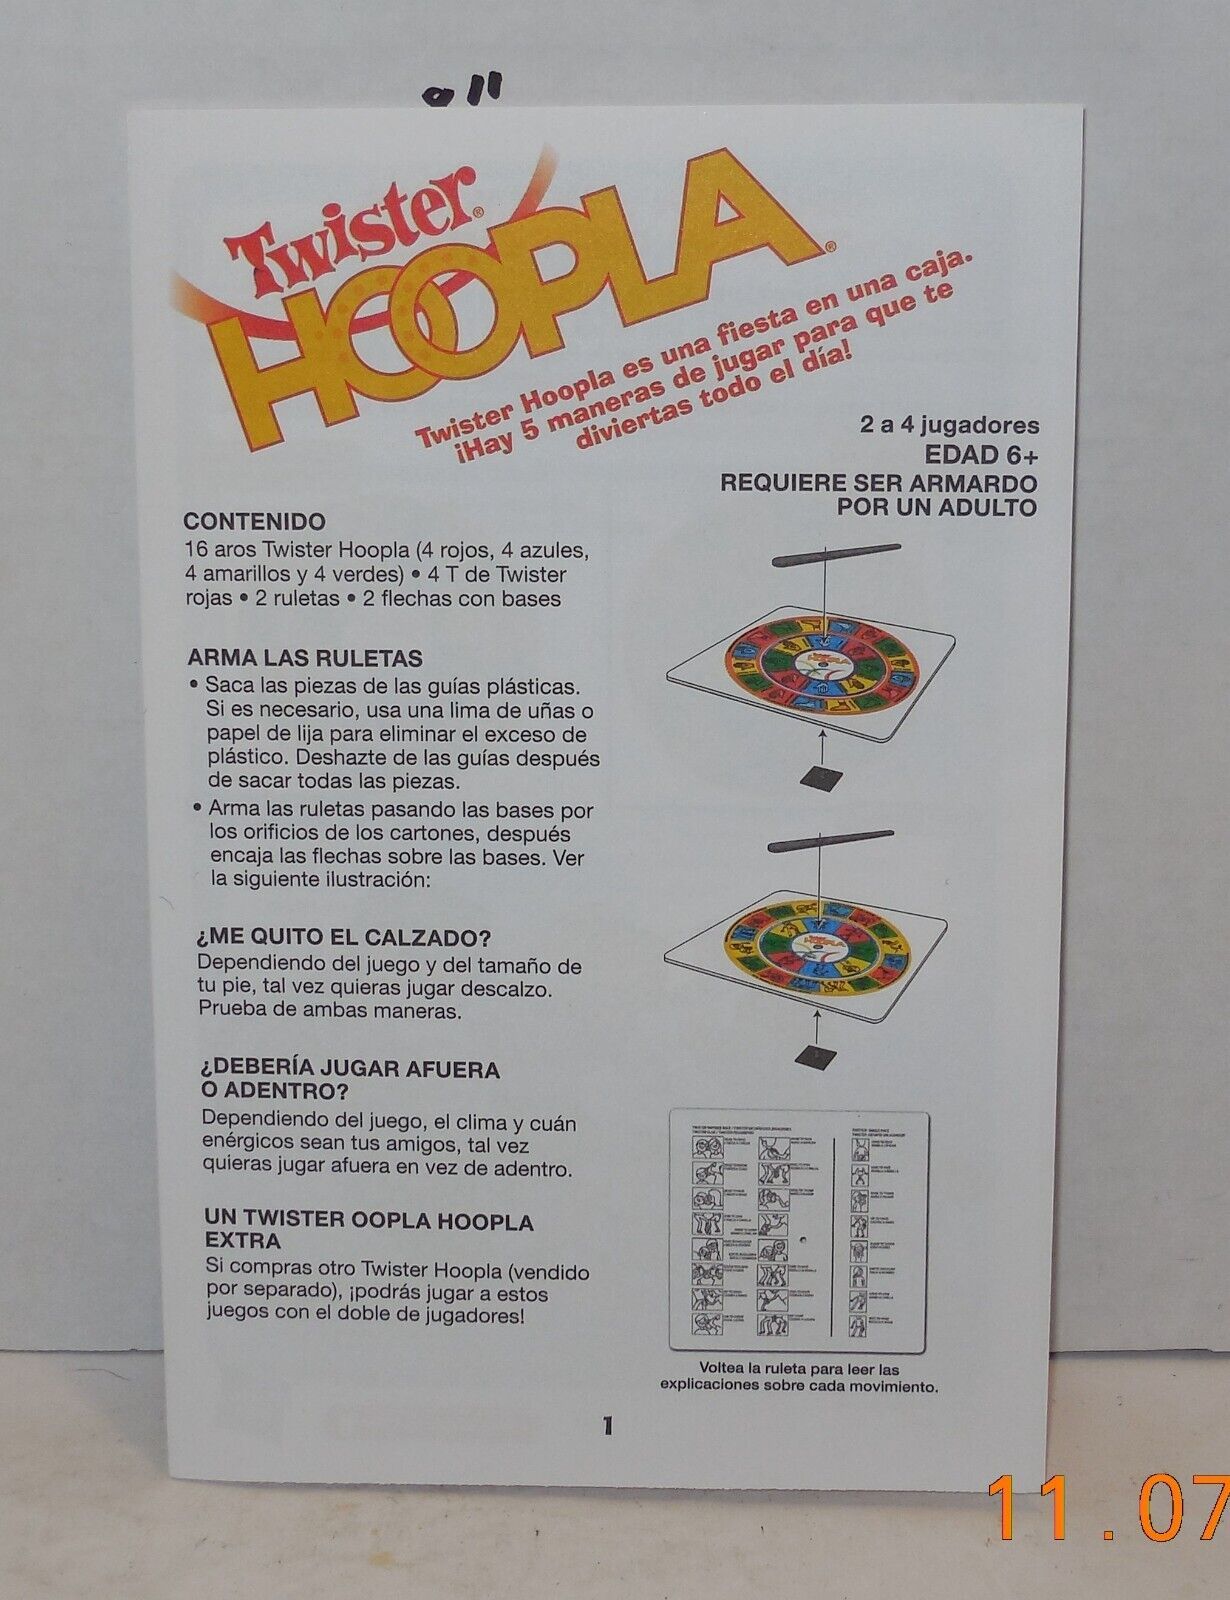 Twister®
HOOPLA®
Twister Hoopla es una fiesta en una caja.
¡Hay 5 maneras de jugar para que te
diviertas todo el día!
2 a 4 jugadores
EDAD 6+
REQUIERE SER ARMARDO
POR UN ADULTO
CONTENIDO
16 aros Twister Hoopla (4 rojos, 4 azules,
4 amarillos y 4 verdes) • 4 T de Twister
rojas • 2 ruletas • 2 flechas con bases
ARMA LAS RULETAS
• Saca las piezas de las guías plásticas.
Si es necesario, usa una lima de uñas o
papel de lija para eliminar el exceso de
plástico. Deshazte de las guías después
de sacar todas las piezas.
• Arma las ruletas pasando las bases por
los orificios de los cartones, después
encaja las flechas sobre las bases. Ver
la siguiente ilustración:
¿ME QUITO EL CALZADO?
Dependiendo del juego y del tamaño de
tu pie, tal vez quieras jugar descalzo.
Prueba de ambas maneras.
¿DEBERÍA JUGAR AFUERA
O ADENTRO?
Dependiendo del juego, el clima y cuán
enérgicos sean tus amigos, tal vez
quieras jugar afuera en vez de adentro.
UN TWISTER OOPLA HOOPLA
EXTRA
Si compras otro Twister Hoopla (vendido
por separado), ¡podrás jugar a estos
juegos con el doble de jugadores!
Voltea la ruleta para leer las
explicaciones sobre cada movimiento.
1
11.07